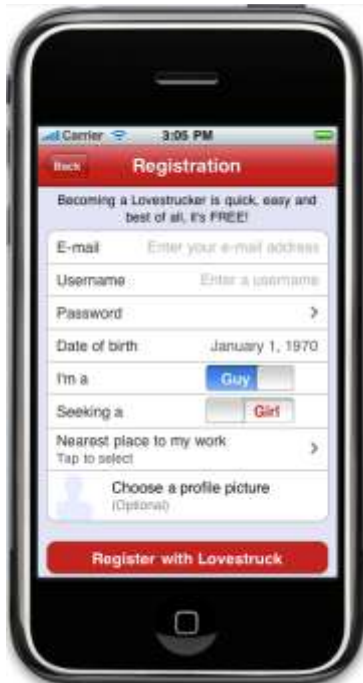 Carrier 3:05 PM
Back Registration
Becoming a Lovestrucker is quick, easy and
best of all, it's FREE!
E-mail Enter your e-mail address
Username Enter a username
Password
Date of birth January 1, 1970
I'm a Guy
Seeking a Girl
Nearest place to my work
Tap to select
Choose a profile picture
(Optional)
Register with Lovestruck